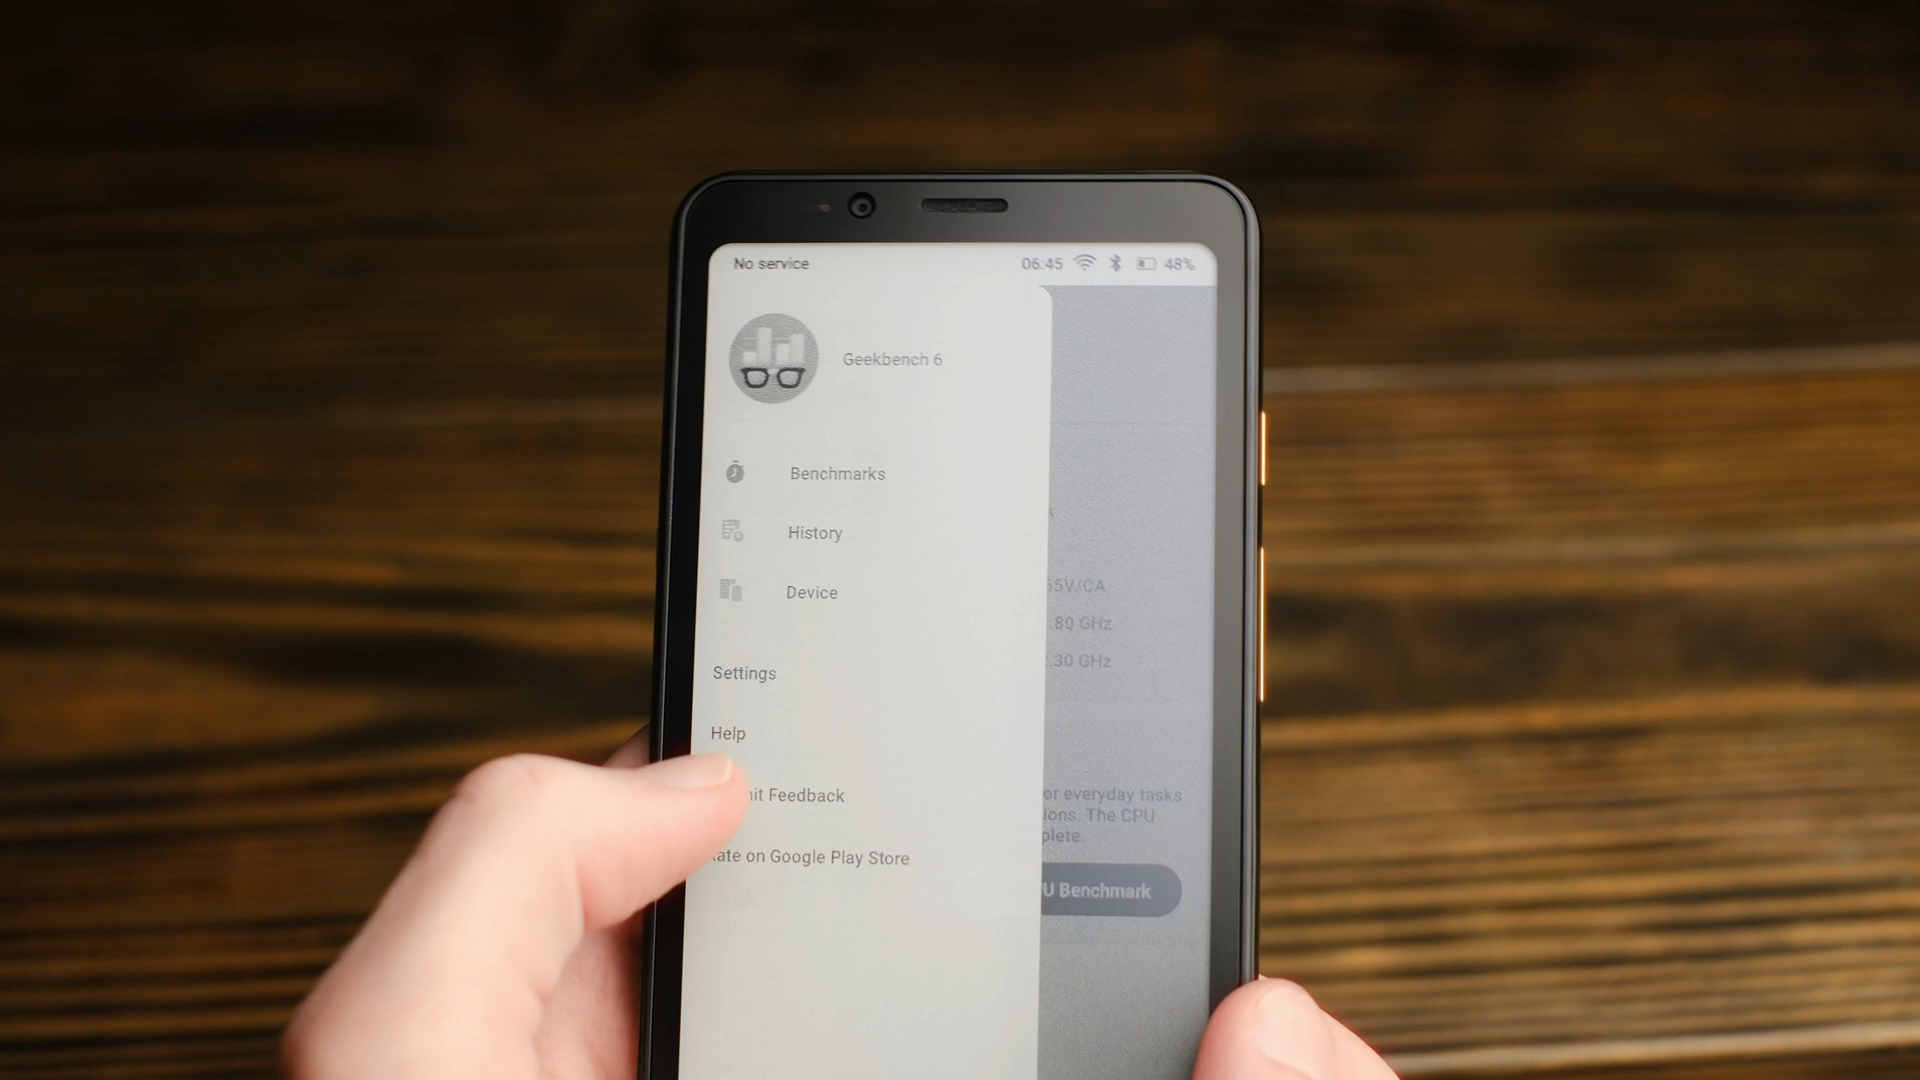 No service 06:45 48%
Geekbench 6
Benchmarks
History
Device
55V/CA
.80 GHz
.30 GHz
Settings
Help
Feedback
or everyday tasks
ions. The CPU
plete.
ate on Google Play Store
U Benchmark